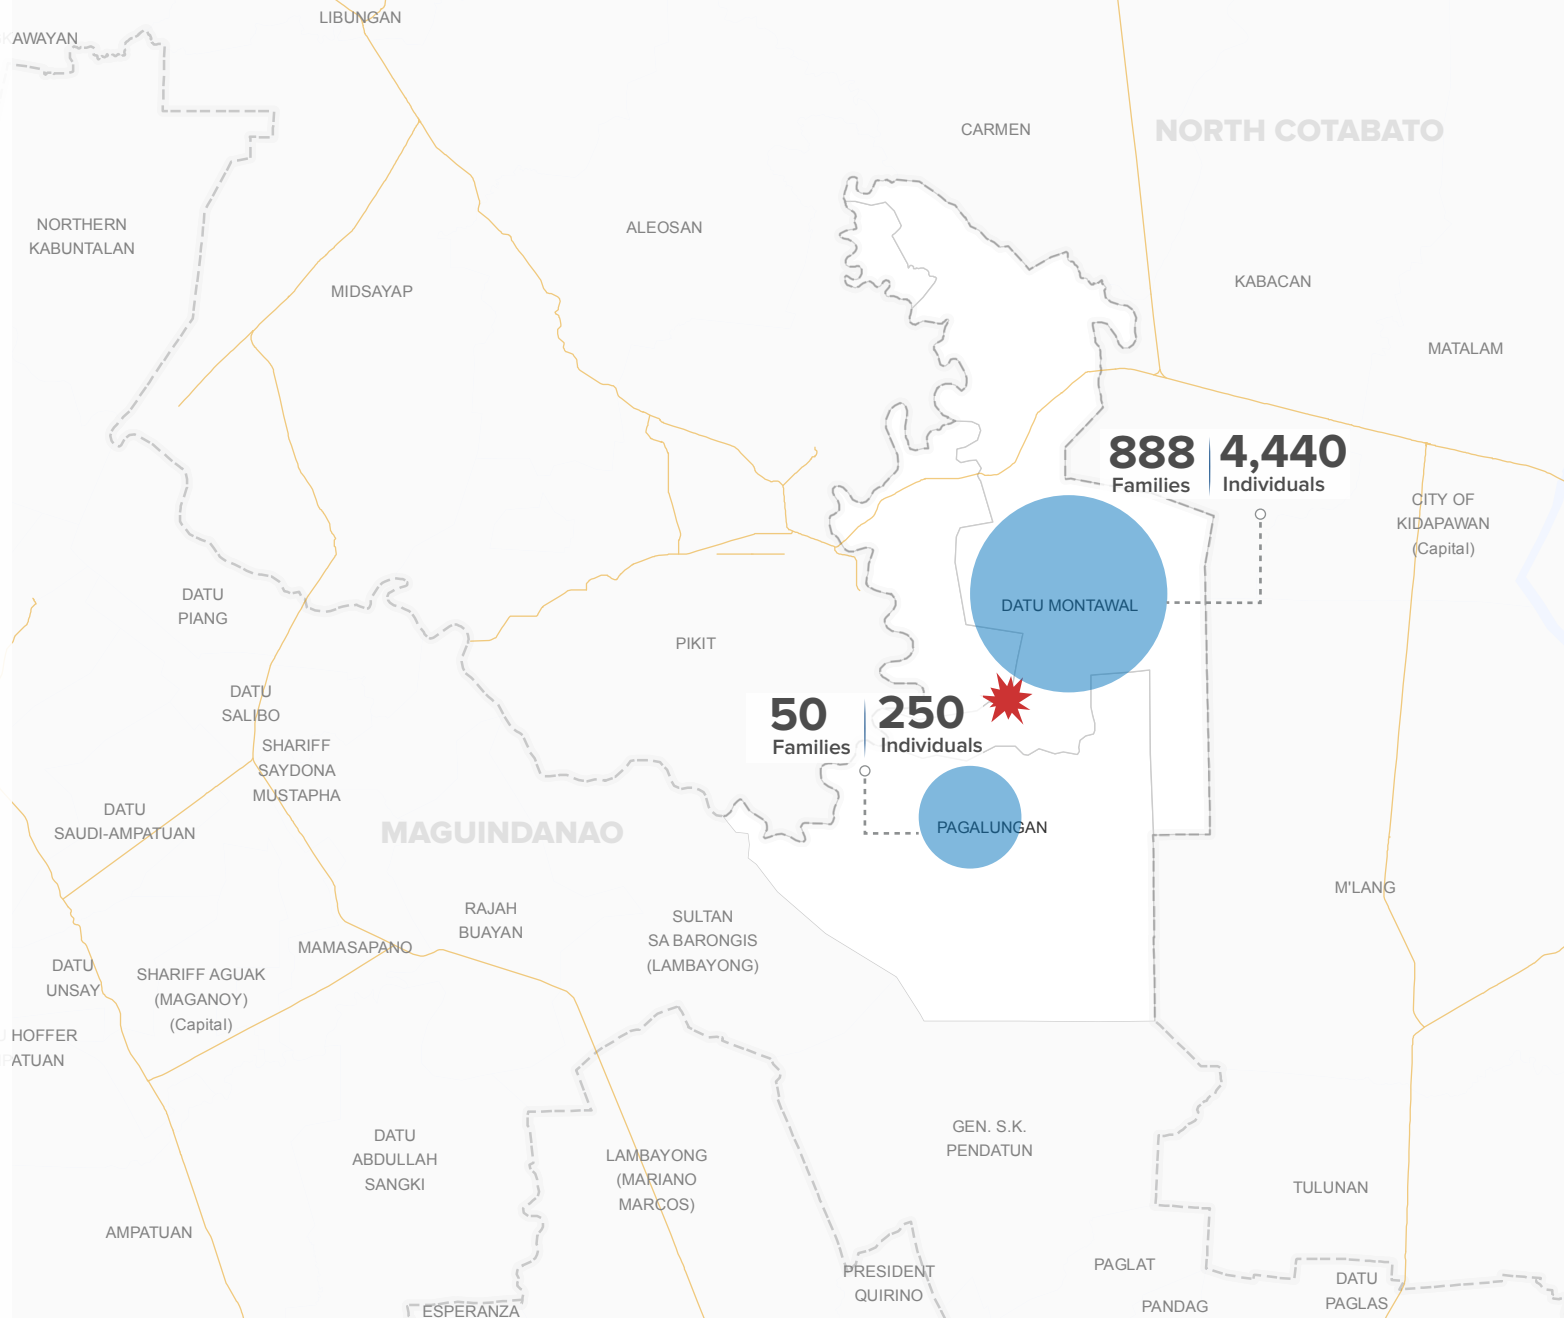 LIBUNGAN
KAWAYAN
CARMEN
NORTH COTABATO
NORTHERN
KABUNTALAN
ALEOSAN
MIDSAYAP
KABACAN
MATALAM
888
Families
4,440
Individuals
CITY OF
KIDAPAWAN
(Capital)
DATU
PIANG
DATU MONTAWAL
PIKIT
DATU
SALIBO
50
Families
250
Individuals
SHARIFF
SAYDONA
MUSTAPHA
DATU
SAUDI-AMPATUAN
MAGUINDANAO
PAGALUNGAN
M'LANG
RAJAH
BUAYAN
SULTAN
SA BARONGIS
(LAMBAYONG)
MAMASAPANO
DATU
UNSAY
SHARIFF AGUAK
(MAGANOY)
(Capital)
U HOFFER
PATUAN
GEN. S.K.
PENDATUN
DATU
ABDULLAH
SANGKI
LAMBAYONG
(MARIANO
MARCOS)
TULUNAN
AMPATUAN
PAGLAT
PRESIDENT
QUIRINO
DATU
PAGLAS
PANDAG
ESPERANZA